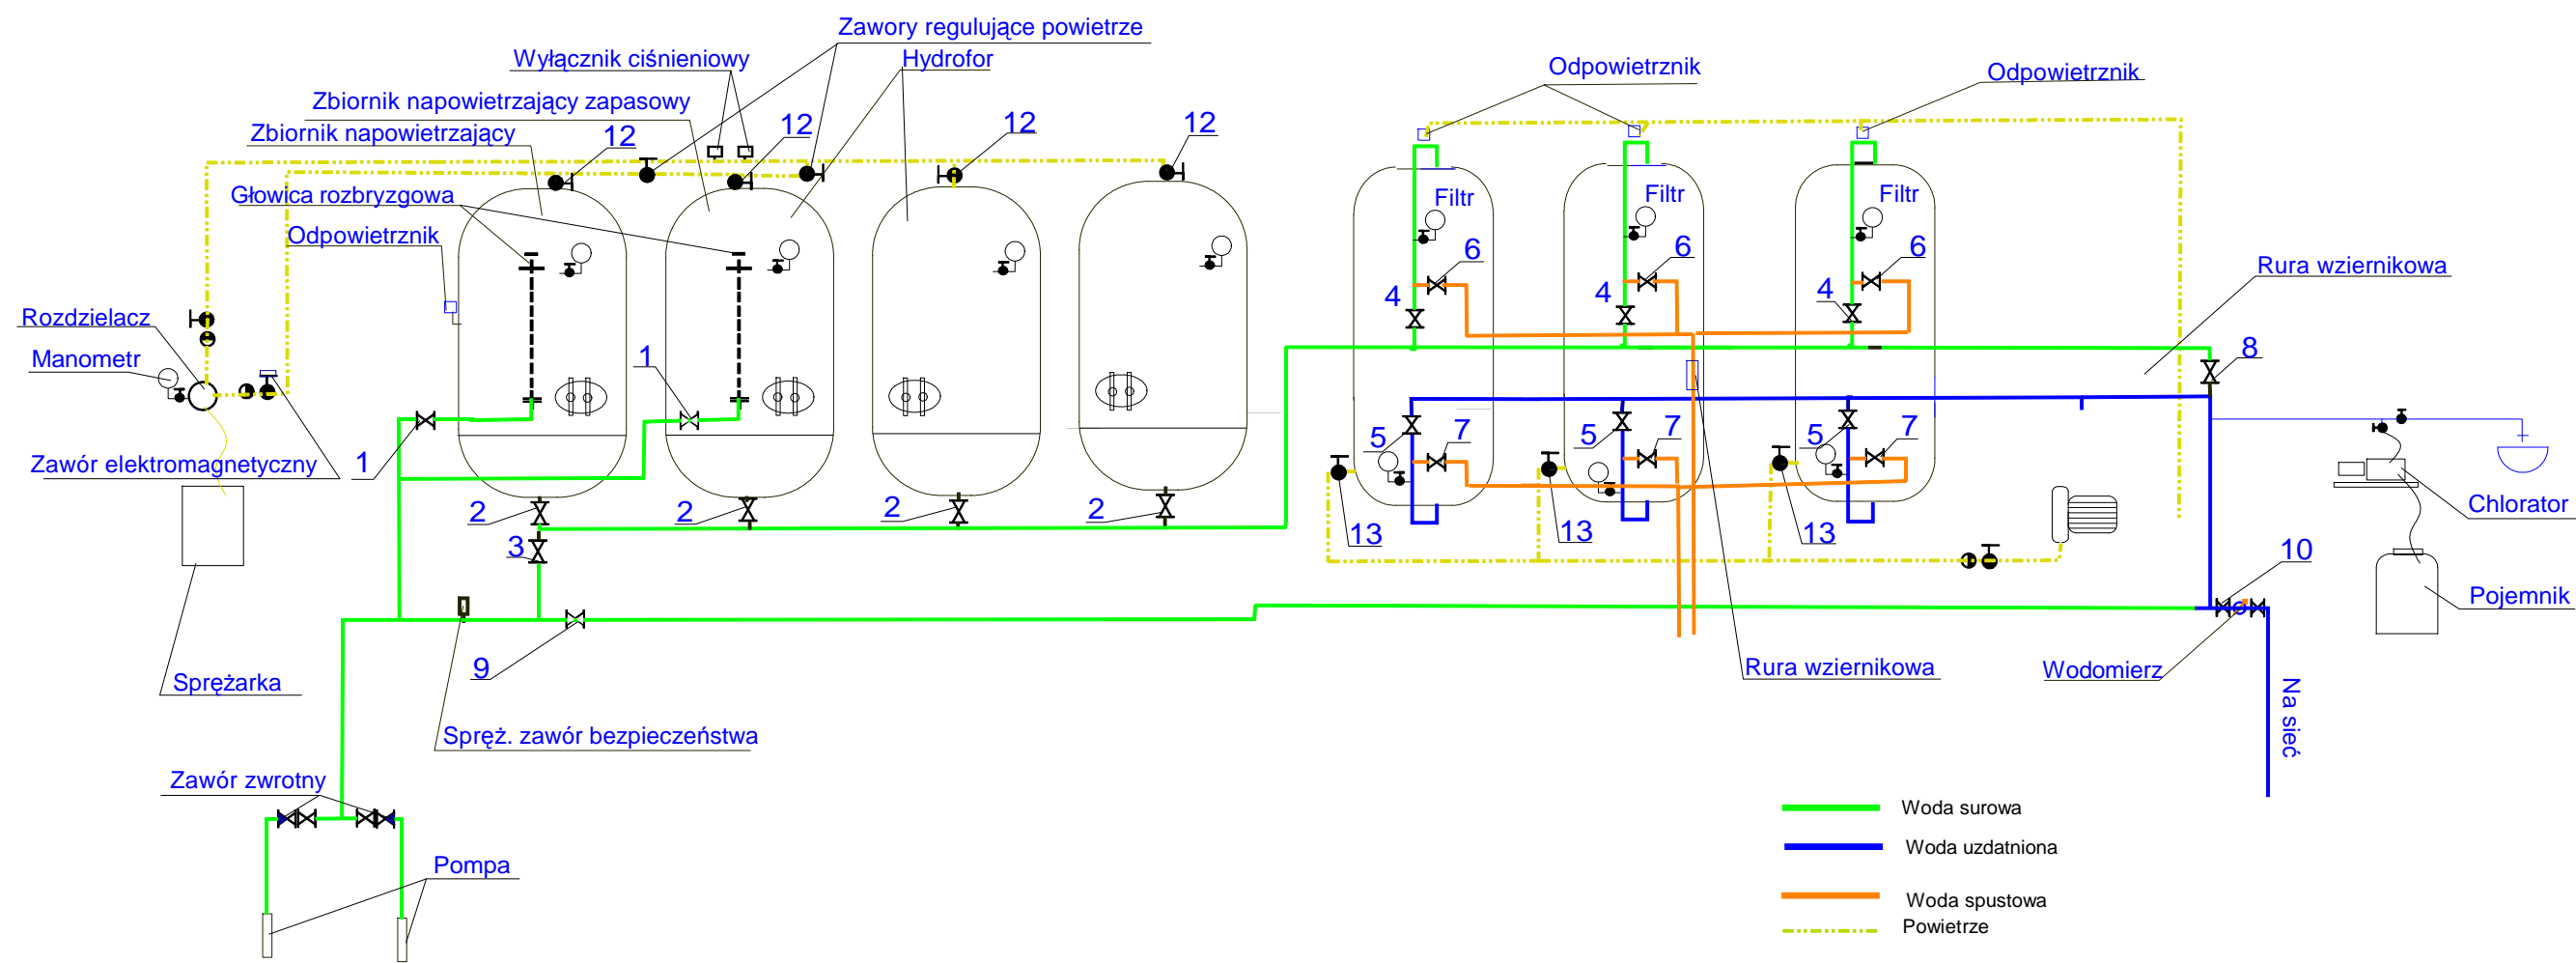 Zawory regulujące powietrze
Wyłącznik ciśnieniowy
Hydrofor
Odpowietrznik
Odpowietrznik
Zbiornik napowietrzający zapasowy
Zbiornik napowietrzający
12
12
12
12
Głowica rozbryzgowa
Filtr
Filtr
Filtr
Odpowietrznik
6
6
6
Rura wziernikowa
4
4
4
Rozdzielacz
Manometr
1
8
Zawór elektromagnetyczny
1
5
7
5
7
5
7
2
2
2
2
3
13
13
13
Chlorator
10
Pojemnik
9
Sprężarka
Rura wziernikowa
Wodomierz
Na sieć
Spręż. zawór bezpieczeństwa
Zawór zwrotny
Pompa
Woda surowa
Woda uzdatniona
Woda spustowa
Powietrze